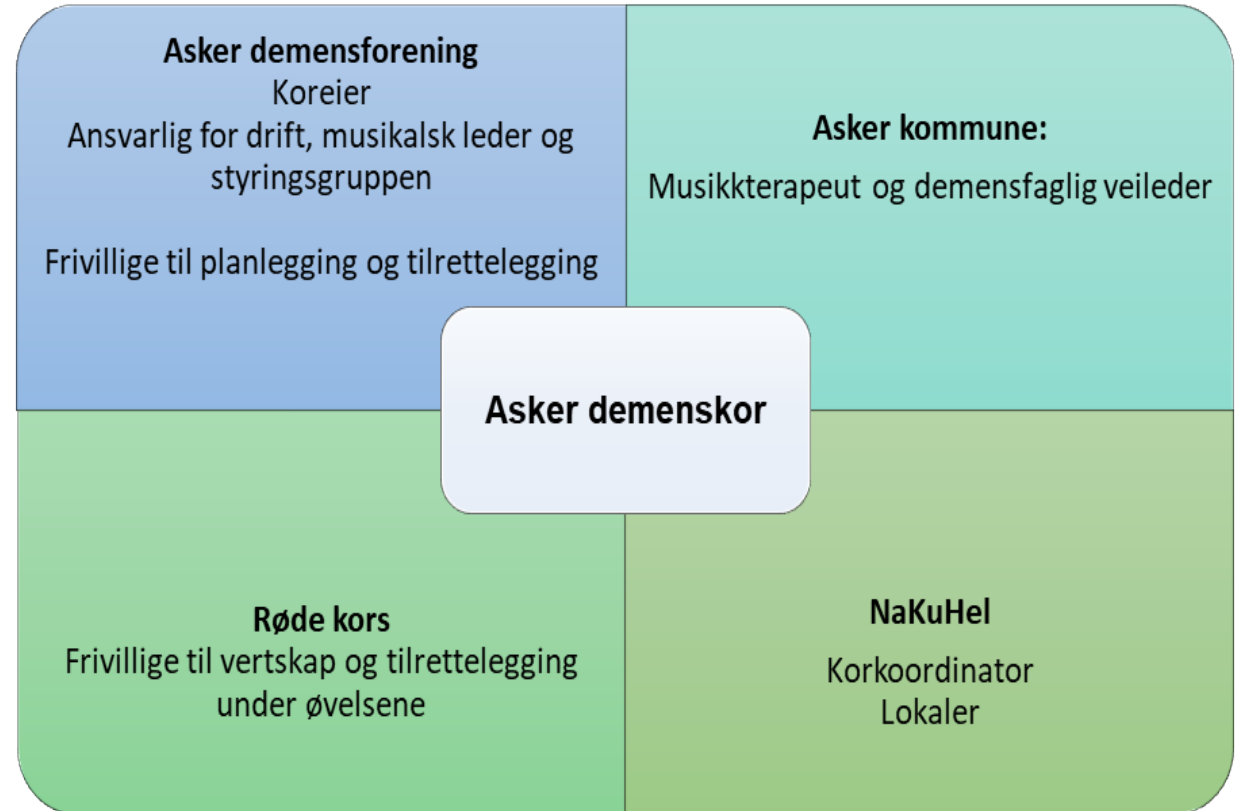 Asker demensforening
Koreier
Ansvarlig for drift, musikalsk leder og
styringsgruppen
Frivillige til planlegging og tilrettelegging
Asker kommune:
Musikkterapeut og demensfaglig veileder
Asker demenskor
Røde kors
Frivillige til vertskap og tilrettelegging
under øvelsene
NaKuHel
Korkoordinator
Lokaler